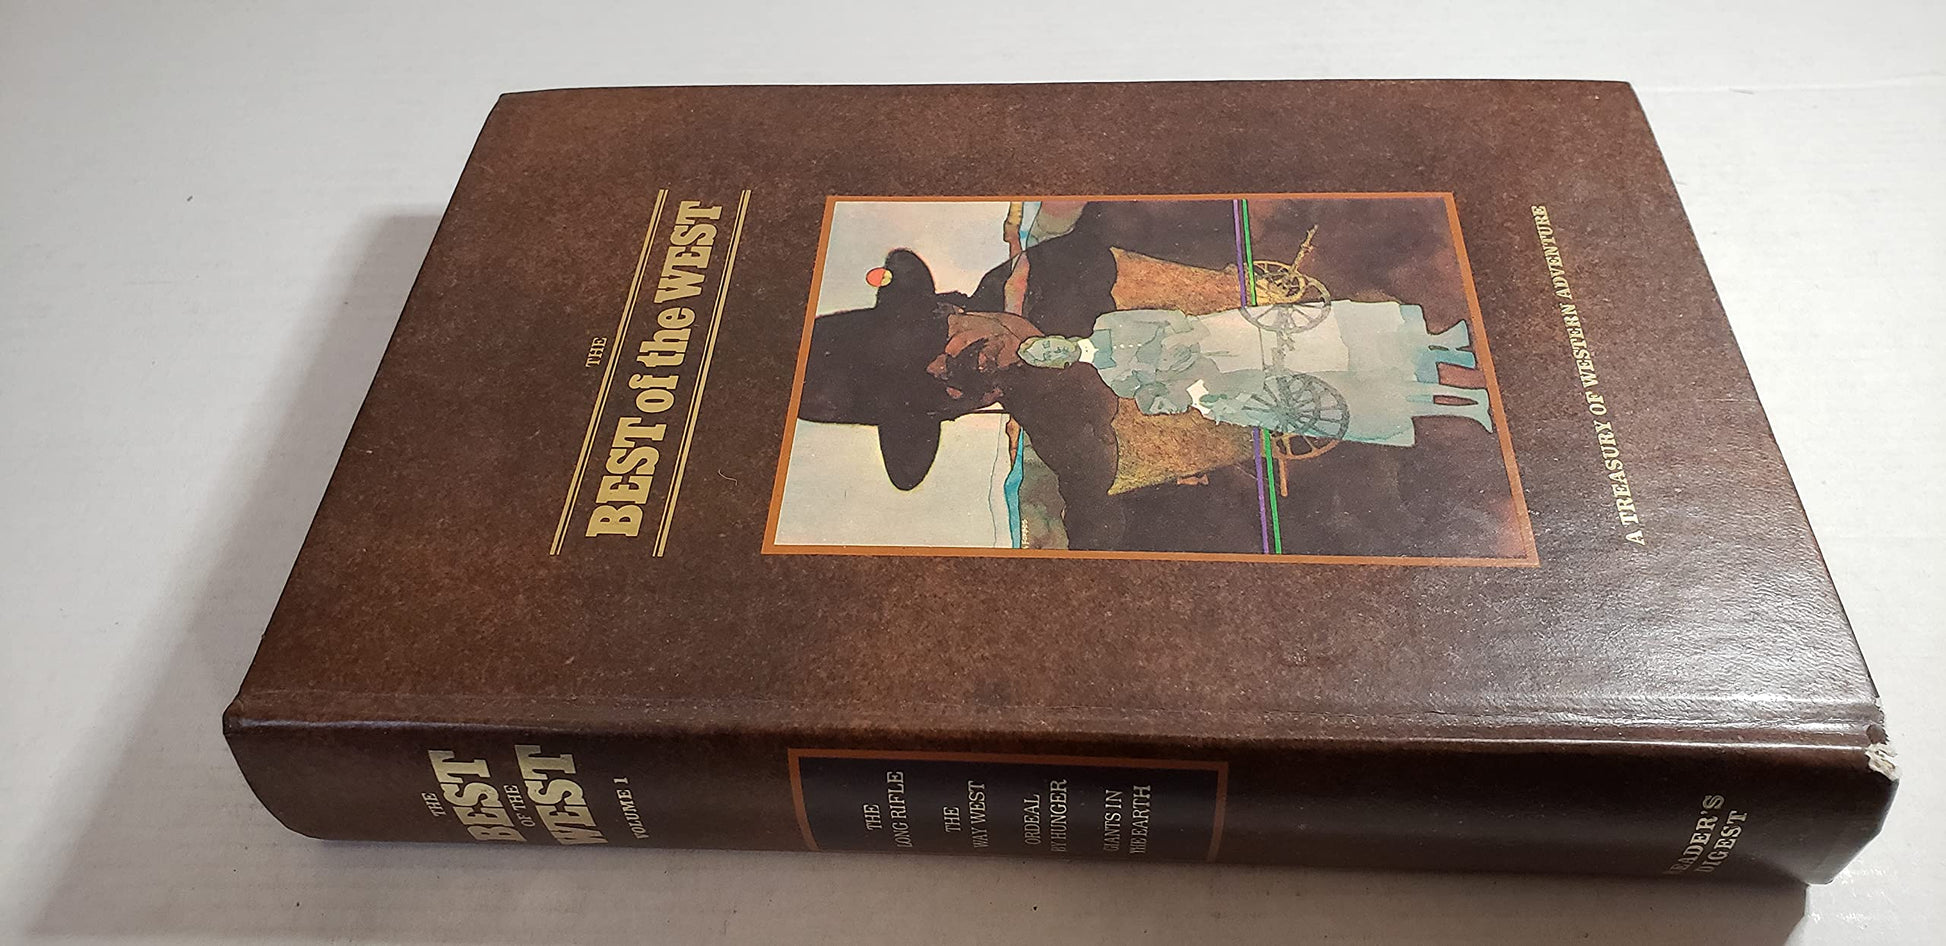 THE
BEST of the WEST
A TREASURY OF WESTERN ADVENTURE
THE
BEST
OF THE
WEST
VOLUME 1
THE
LONG RIFLE
THE
WAY WEST
ORDEAL
BY HUNGER
GIANTS IN
THE EARTH
READER'S
DIGEST